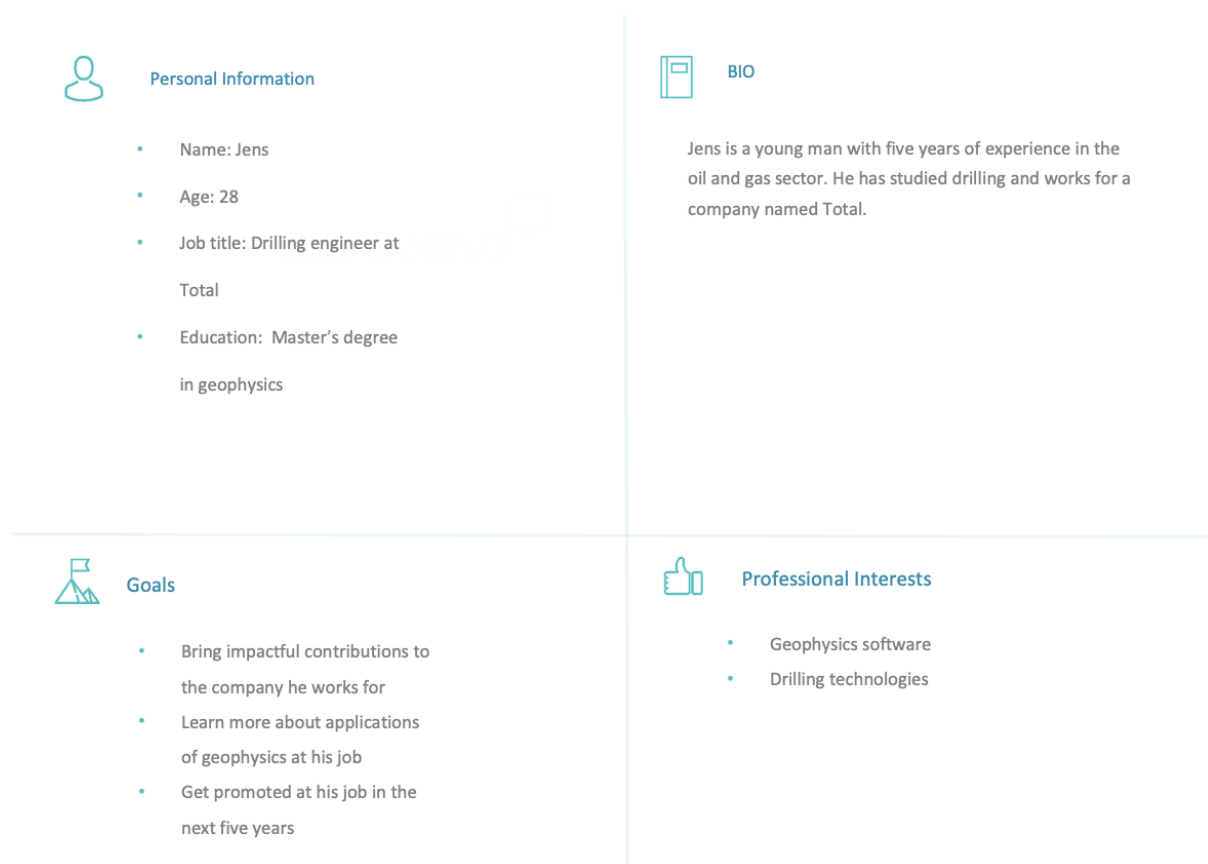 Personal Information
• Name: Jens
• Age: 28
• Job title: Drilling engineer at
Total
• Education:  Master’s degree
in geophysics
BIO
Jens is a young man with five years of experience in the
oil and gas sector. He has studied drilling and works for a
company named Total.
Goals
• Bring impactful contributions to
the company he works for
• Learn more about applications
of geophysics at his job
• Get promoted at his job in the
next five years
Professional Interests
• Geophysics software
• Drilling technologies